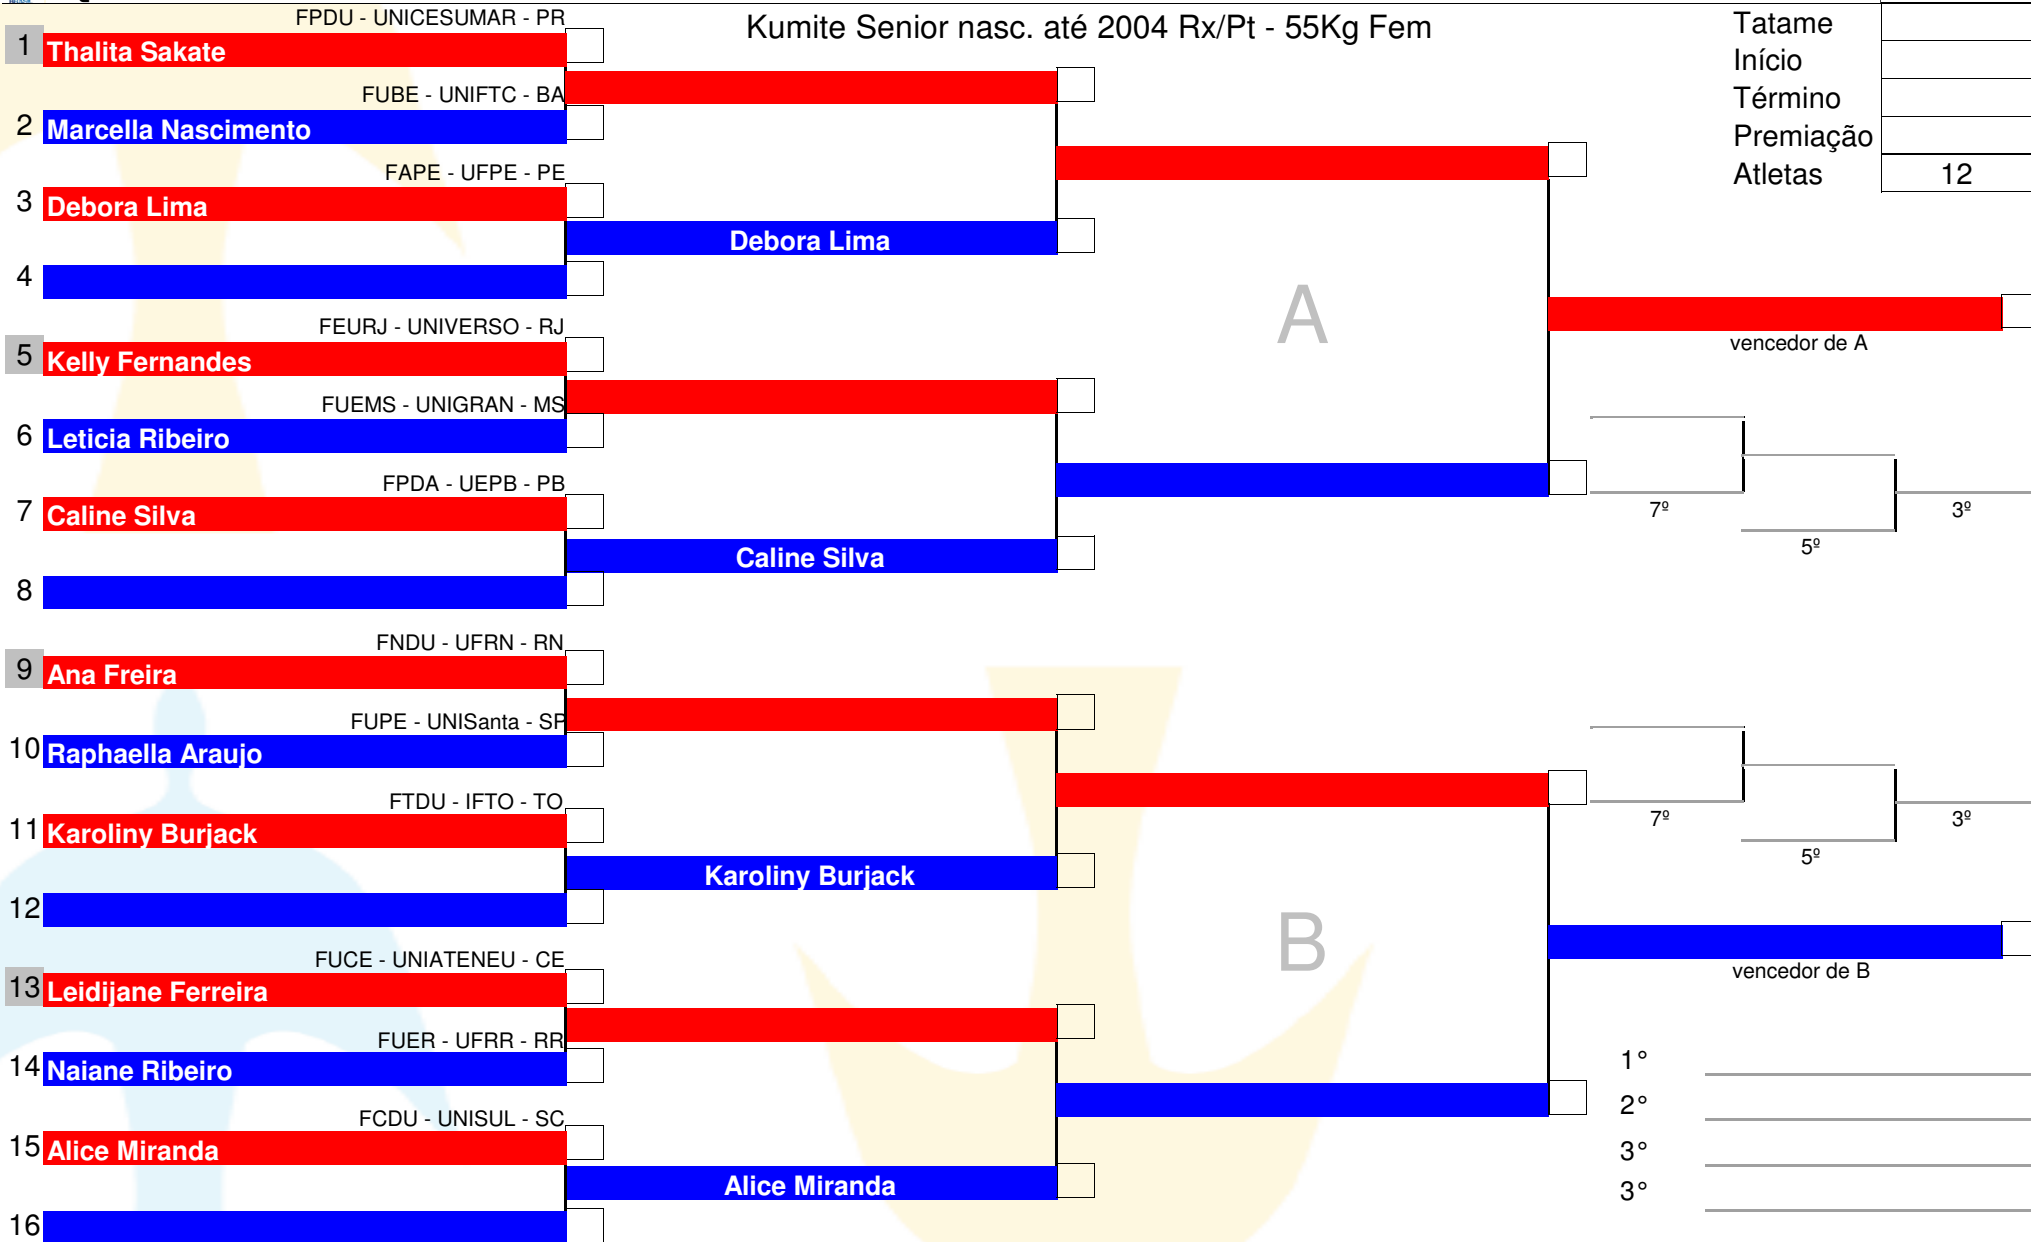 Kumite Senior nasc. até 2004 Rx/Pt - 55Kg Fem
Tatame
Início
Término
Premiação
Atletas 12
FPDU - UNICESUMAR - PR
1 Thalita Sakate
FUBE - UNIFTC - BA
2 Marcella Nascimento
FAPE - UFPE - PE
3 Debora Lima
Debora Lima
4
FEURJ - UNIVERSO - RJ
5 Kelly Fernandes
FUEMS - UNIGRAN - MS
6 Leticia Ribeiro
FPDA - UEPB - PB
7 Caline Silva
Caline Silva
8
A
vencedor de A
7º
3º
5º
FNDU - UFRN - RN
9 Ana Freira
FUPE - UNISanta - SP
10 Raphaella Araujo
FTDU - IFTO - TO
11 Karoliny Burjack
Karoliny Burjack
12
FUCE - UNIATENEU - CE
13 Leidijane Ferreira
FUER - UFRR - RR
14 Naiane Ribeiro
FCDU - UNISUL - SC
15 Alice Miranda
Alice Miranda
16
7º
3º
5º
B
vencedor de B
1°
2°
3°
3°